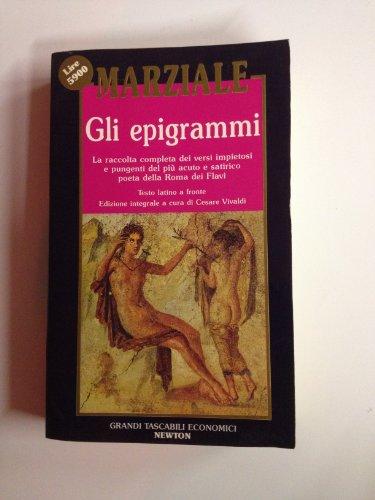 Lire
5900
MARZIALE
Gli epigrammi
La raccolta completa dei versi impietosi
e pungenti del più acuto e satirico
poeta della Roma dei Flavi
Testo latino a fronte
Edizione integrale a cura di Cesare Vivaldi
GRANDI TASCABILI ECONOMICI
NEWTON